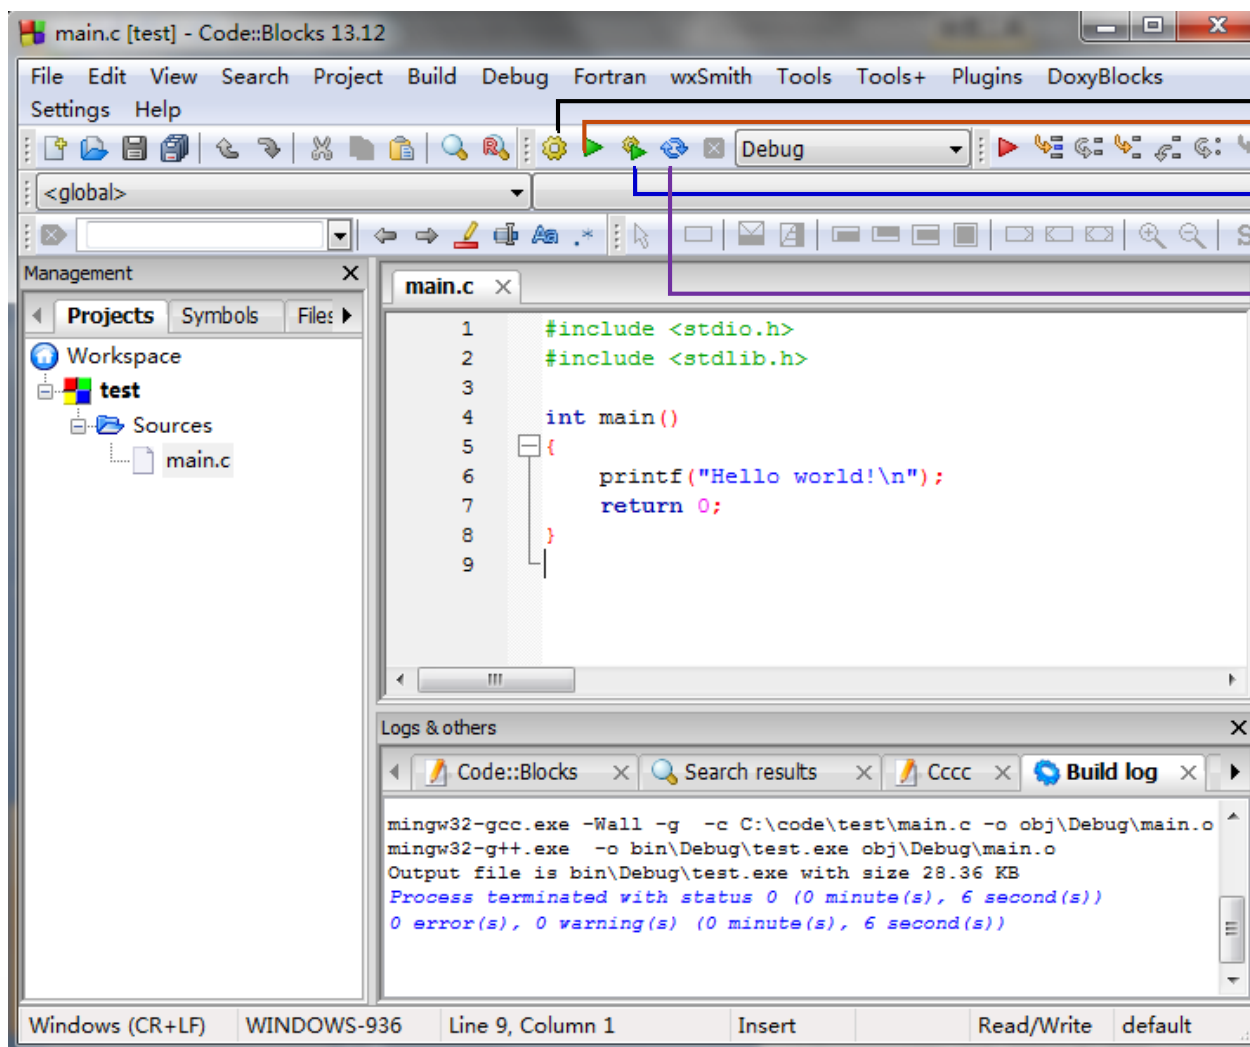 main.c [test] - Code::Blocks 13.12
File Edit View Search Project Build Debug Fortran wxSmith Tools Tools+ Plugins DoxyBlocks
Settings Help
Debug
<global>
Management
main.c
Projects Symbols Files
Workspace
test
Sources
main.c
1 #include <stdio.h>
2 #include <stdlib.h>
3
4 int main()
5 {
6 printf("Hello world!\n");
7 return 0;
8 }
9
Logs & others
Code::Blocks Search results Cccc Build log
mingw32-gcc.exe -Wall -g -c C:\code\test\main.c -o obj\Debug\main.o
mingw32-g++.exe -o bin\Debug\test.exe obj\Debug\main.o
Output file is bin\Debug\test.exe with size 28.36 KB
Process terminated with status 0 (0 minute(s), 6 second(s))
0 error(s), 0 warning(s) (0 minute(s), 6 second(s))
Windows (CR+LF) WINDOWS-936 Line 9, Column 1 Insert Read/Write default